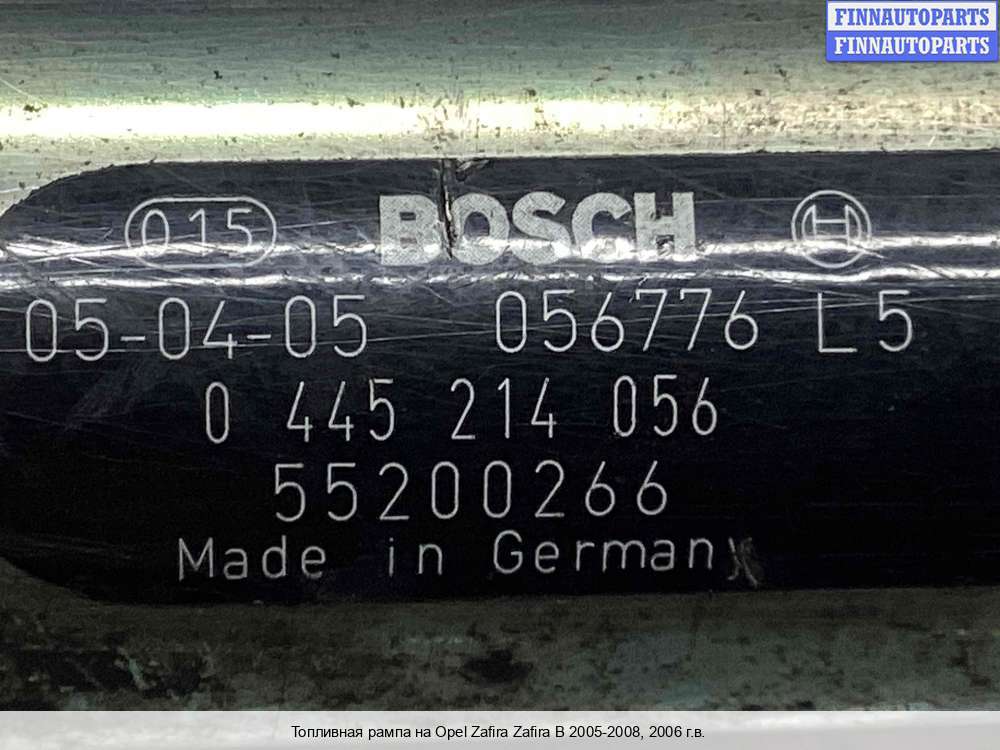 FINNAUTOPARTS
FINNAUTOPARTS
015 BOSCH
05-04-05 056776 L5
0 445 214 056
55200266
Made in Germany
Топливная рампа на Opel Zafira Zafira B 2005-2008, 2006 г.в.